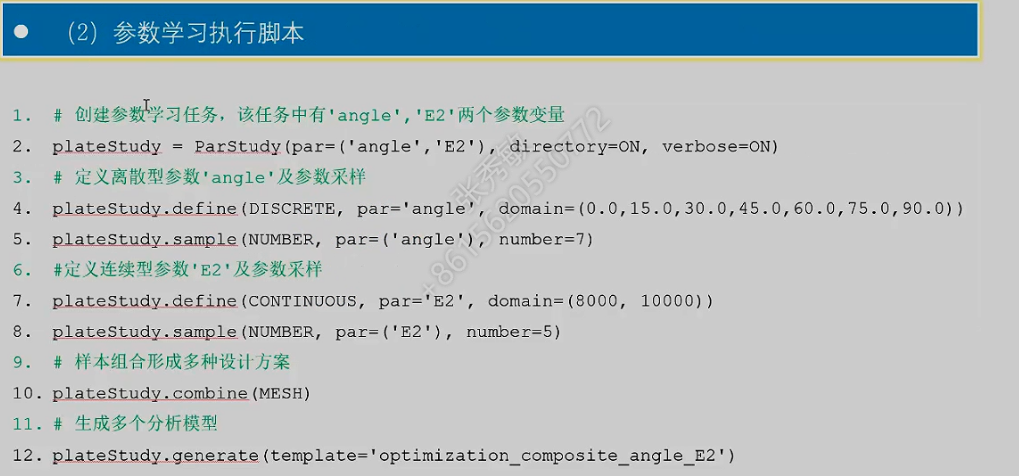 ● （2）参数学习执行脚本
1. # 创建参数学习任务，该任务中有'angle','E2'两个参数变量
2. plateStudy = ParStudy(par=('angle','E2'), directory=ON, verbose=ON)
3. # 定义离散型参数'angle'及参数采样
4. plateStudy.define(DISCRETE, par='angle', domain=(0.0,15.0,30.0,45.0,60.0,75.0,90.0))
5. plateStudy.sample(NUMBER, par=('angle'), number=7)
6. #定义连续型参数'E2'及参数采样
7. plateStudy.define(CONTINUOUS, par='E2', domain=(8000, 10000))
8. plateStudy.sample(NUMBER, par=('E2'), number=5)
9. # 样本组合形成多种设计方案
10. plateStudy.combine(MESH)
11. # 生成多个分析模型
12. plateStudy.generate(template='optimization_composite_angle_E2')
张秀敏
+8615620550772